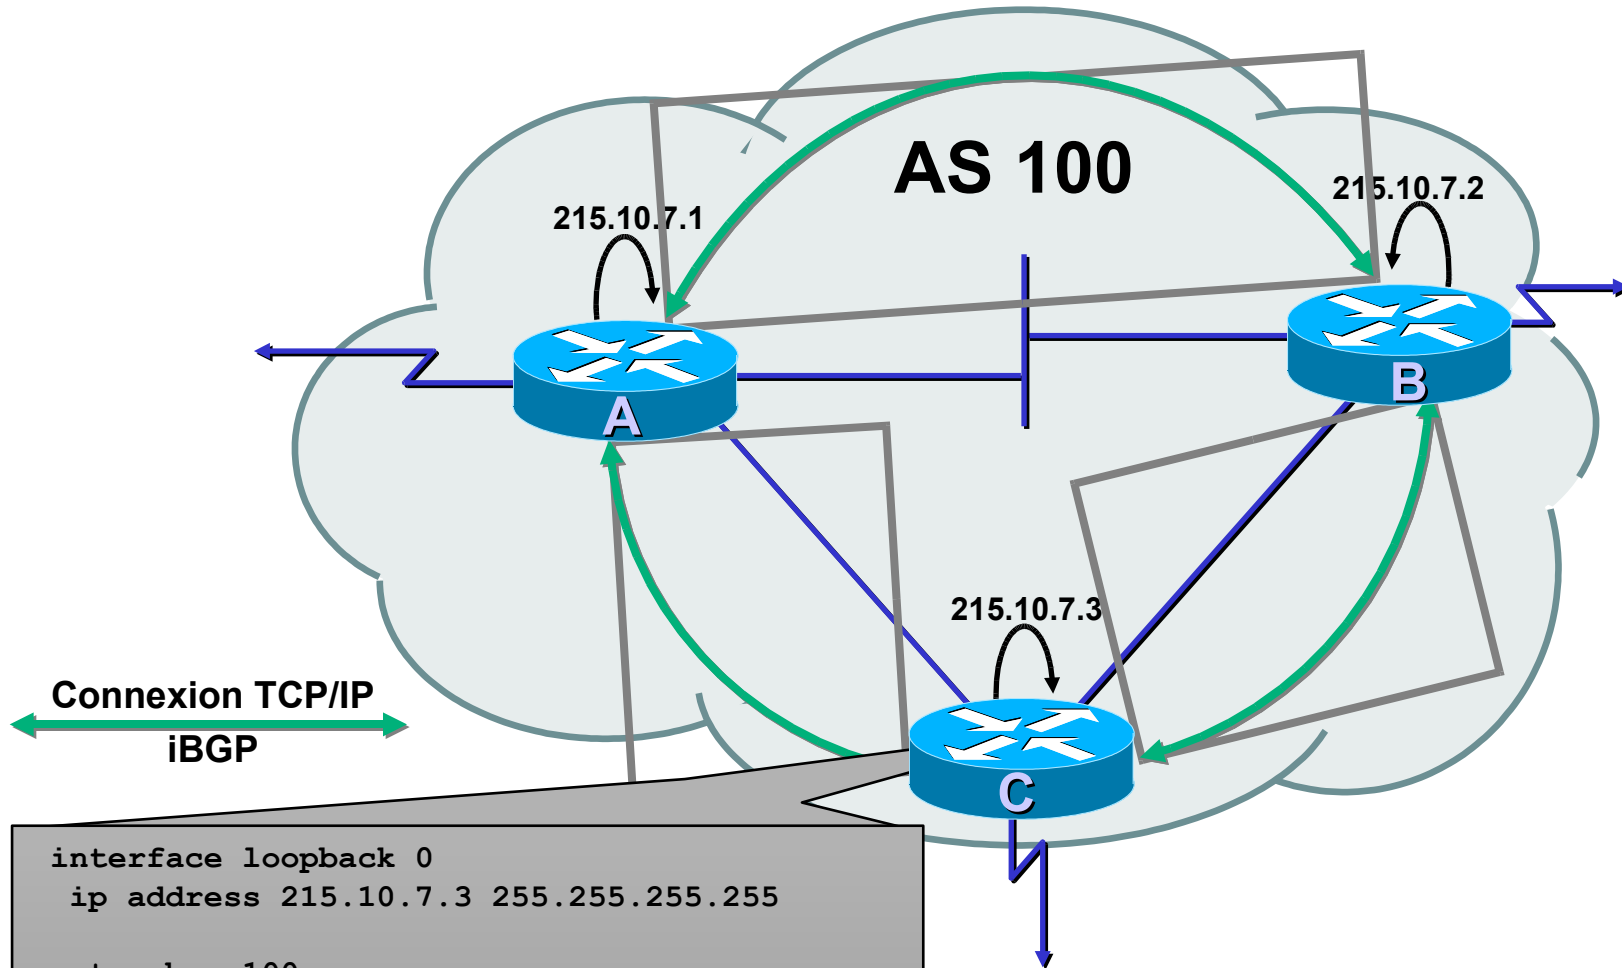 AS 100
215.10.7.1
215.10.7.2
A
B
215.10.7.3
Connexion TCP/IP
iBGP
C
interface loopback 0
ip address 215.10.7.3 255.255.255.255
100